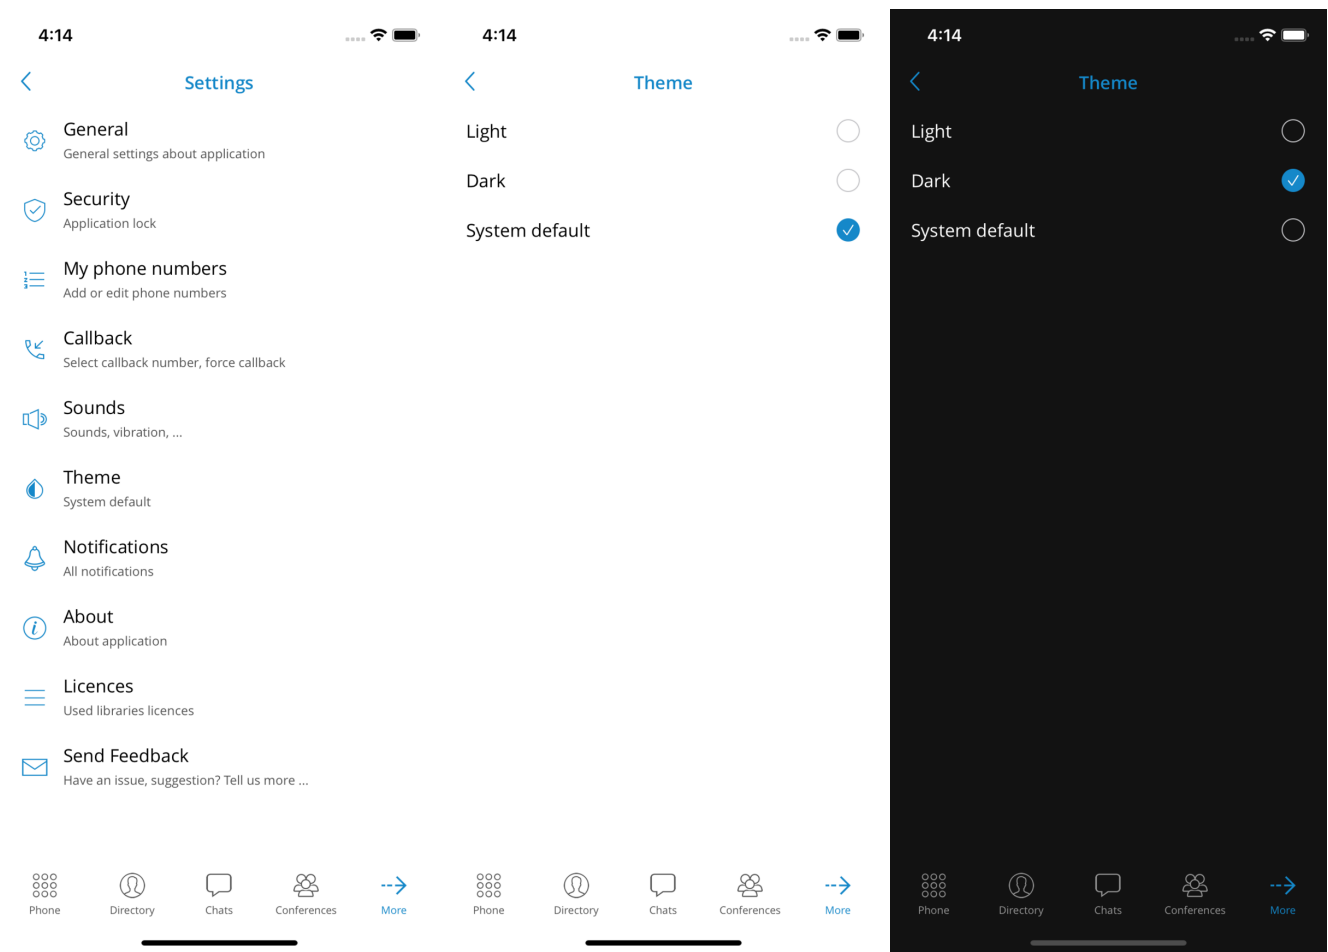 4:14
Settings
General
General settings about application
Security
Application lock
My phone numbers
Add or edit phone numbers
Callback
Select callback number, force callback
Sounds
Sounds, vibration, ...
Theme
System default
Notifications
All notifications
About
About application
Licences
Used libraries licences
Send Feedback
Have an issue, suggestion? Tell us more ...
Phone
Directory
Chats
Conferences
More
4:14
Theme
Light
Dark
System default
Phone
Directory
Chats
Conferences
More
4:14
Theme
Light
Dark
System default
Phone
Directory
Chats
Conferences
More